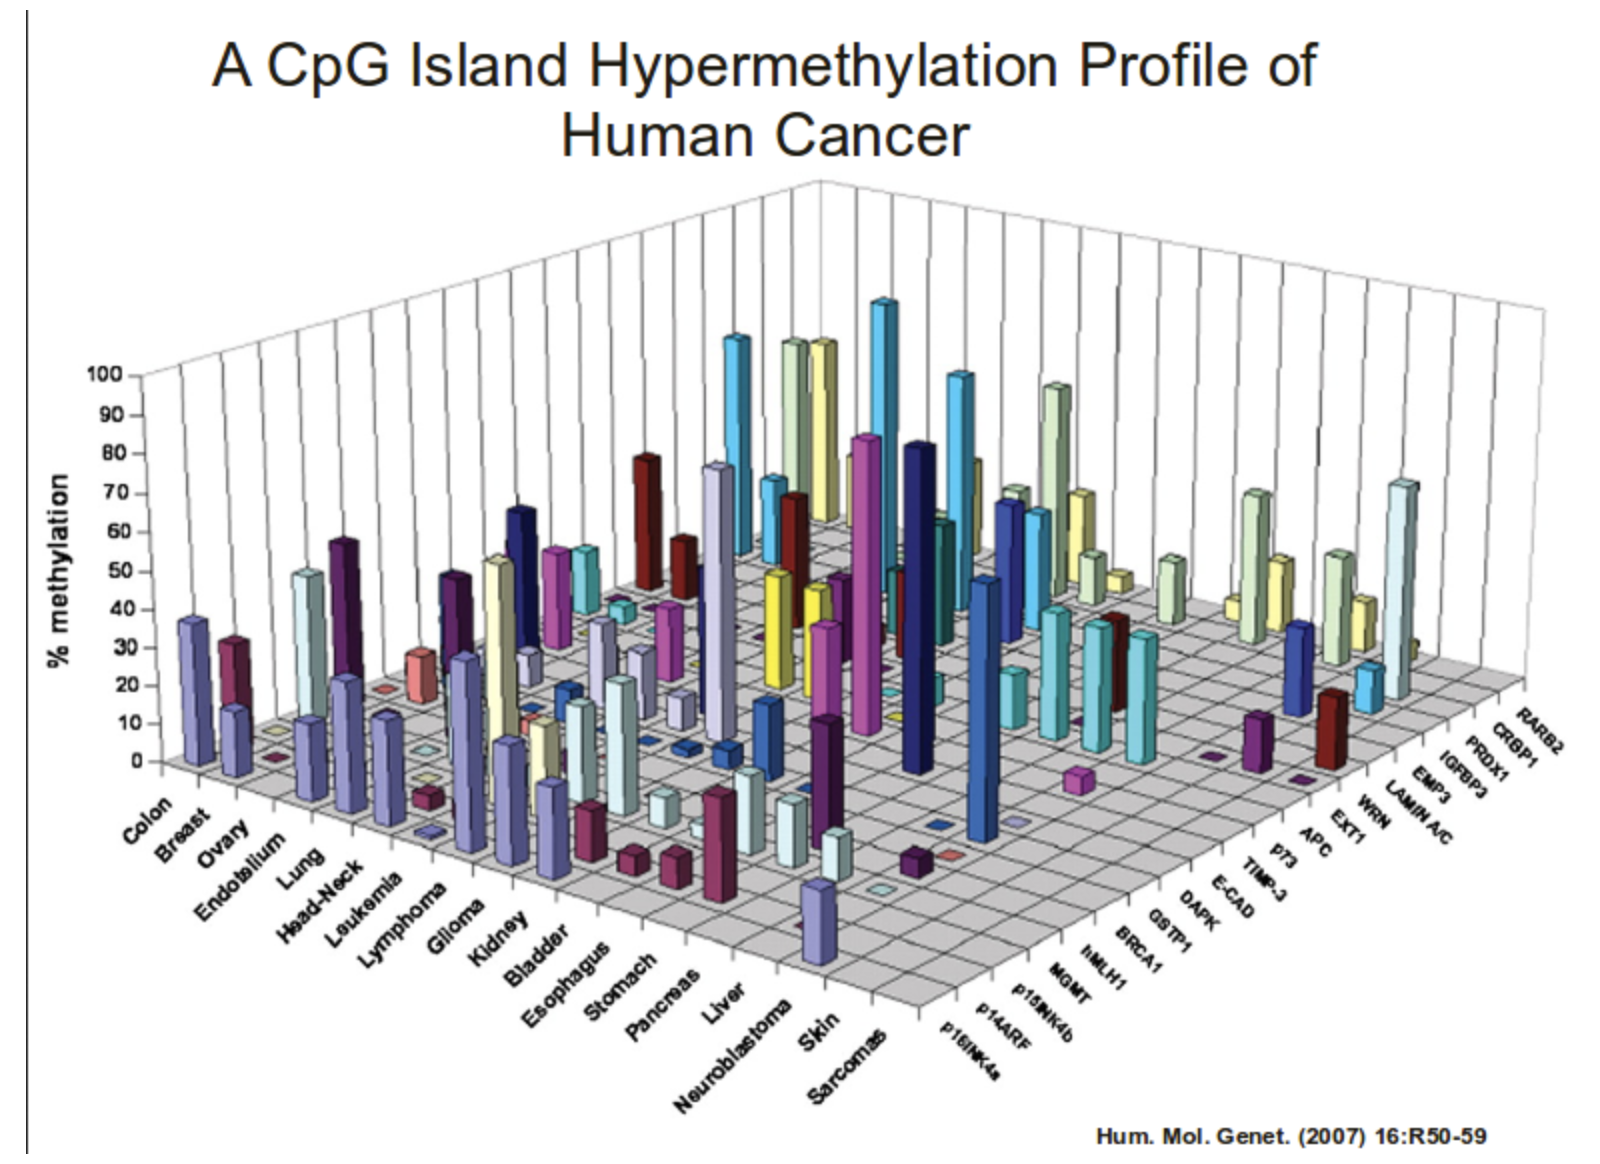 A CpG Island Hypermethylation Profile of
Human Cancer
% methylation
100
90
80
70
60
50
40
30
20
10
0
Colon
Breast
Ovary
Endotelium
Lung
Head-Neck
Leukemia
Lymphoma
Glioma
Kidney
Bladder
Esophagus
Stomach
Pancreas
Liver
Neuroblastoma
Skin
Sarcomas
p16INK4a
p14ARF
p15INK4b
MGMT
hMLH1
BRCA1
GSTP1
DAPK
E-CAD
TIMP-3
p73
APC
EXT1
WRN
LAMIN A/C
EMP3
IGFBP3
PRDX1
CRBP1
RARB2
Hum. Mol. Genet. (2007) 16:R50-59